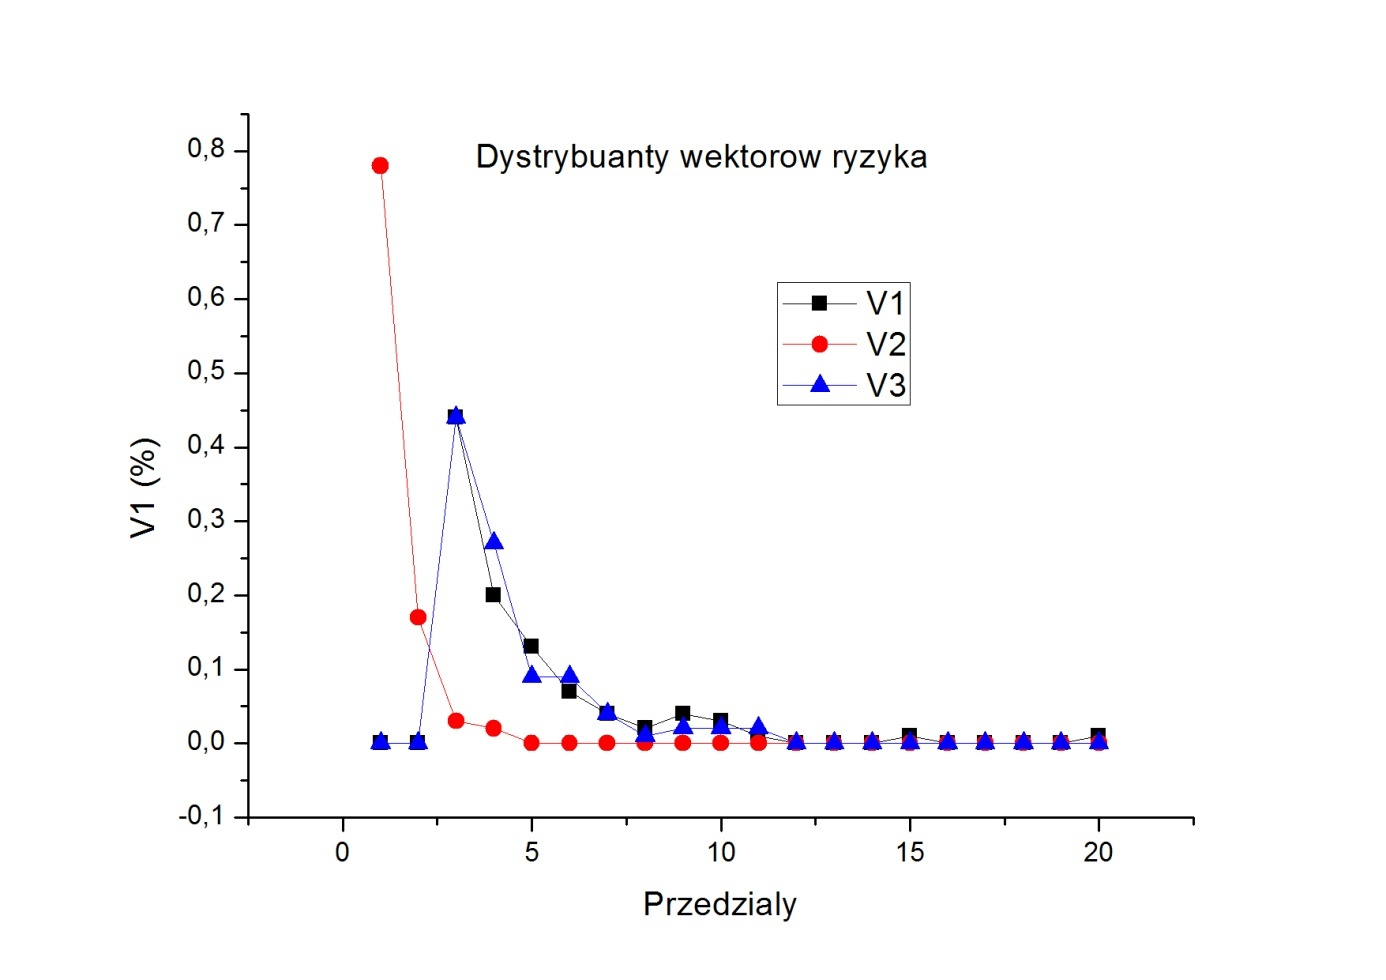 Dystrybuanty wektorow ryzyka
0,8
0,7
0,6
0,5
0,4
0,3
0,2
0,1
0,0
-0,1
V1 (%)
V1
V2
V3
0 5 10 15 20
Przedzialy